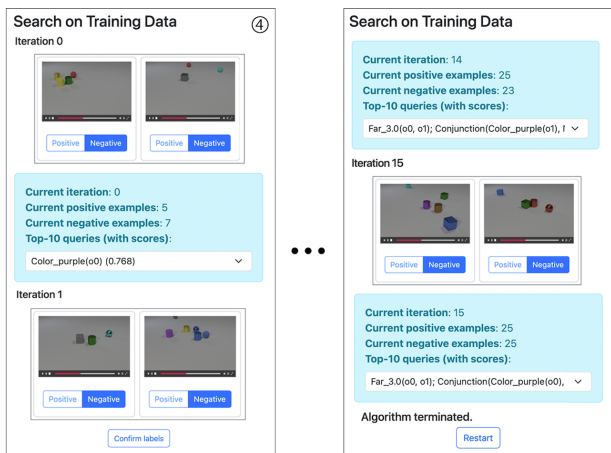 Search on Training Data
④
Iteration 0
Positive Negative
Positive Negative
Current iteration: 0
Current positive examples: 5
Current negative examples: 7
Top-10 queries (with scores):
Color_purple(o0) (0.768)
Iteration 1
Positive Negative
Positive Negative
Confirm labels
Search on Training Data
Current iteration: 14
Current positive examples: 25
Current negative examples: 23
Top-10 queries (with scores):
Far_3.0(o0, o1); Conjunction(Color_purple(o1),
Iteration 15
Positive Negative
Positive Negative
Current iteration: 15
Current positive examples: 25
Current negative examples: 25
Top-10 queries (with scores):
Far_3.0(o0, o1); Conjunction(Color_purple(o0),
Algorithm terminated.
Restart